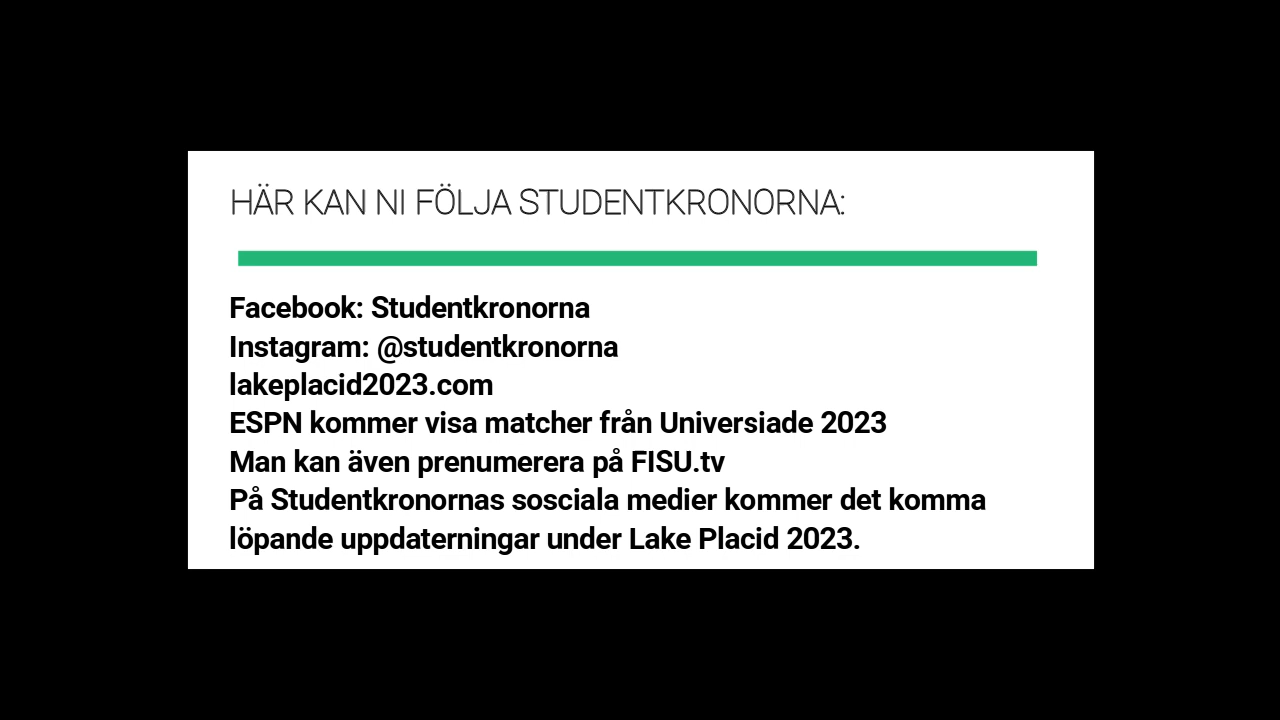 HÄR KAN NI FÖLJA STUDENTKRONORNA:
Facebook: Studentkronorna
Instagram: @studentkronorna
lakeplacid2023.com
ESPN kommer visa matcher från Universiade 2023
Man kan även prenumerera på FISU.tv
På Studentkronornas sosciala medier kommer det komma
löpande uppdaterningar under Lake Placid 2023.